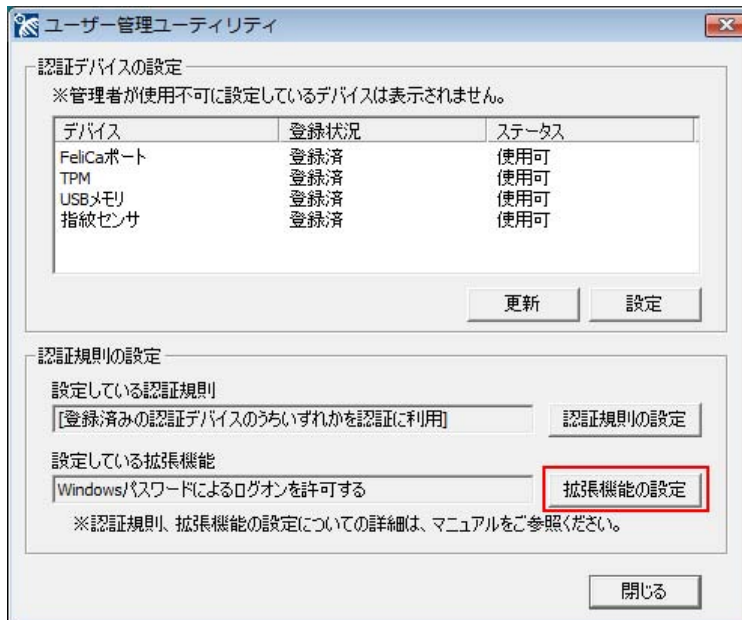 ユーザー管理ユーティリティ
認証デバイスの設定
※管理者が使用不可に設定しているデバイスは表示されません。
デバイス 登録状況 ステータス
FeliCaポート 登録済 使用可
TPM 登録済 使用可
USBメモリ 登録済 使用可
指紋センサ 登録済 使用可
更新 設定
認証規則の設定
設定している認証規則
[登録済みの認証デバイスのうちいずれかを認証に利用] 認証規則の設定
設定している拡張機能
Windowsパスワードによるログオンを許可する 拡張機能の設定
※認証規則、拡張機能の設定についての詳細は、マニュアルをご参照ください。
閉じる